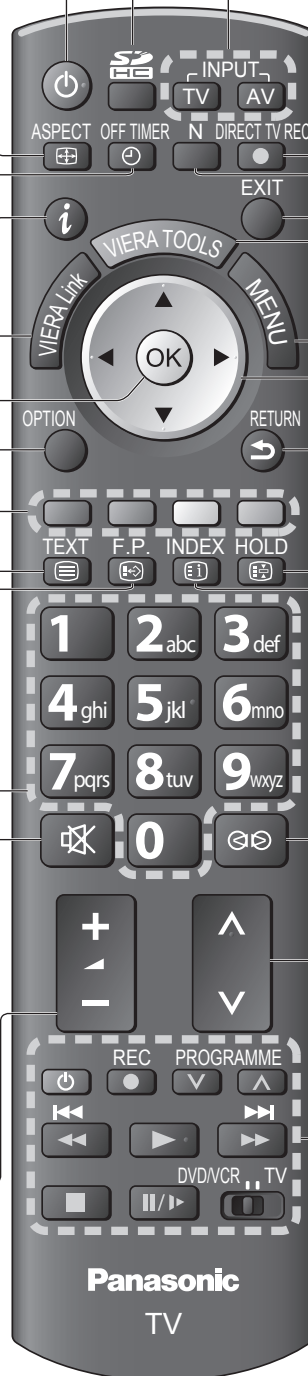 SD
HC
INPUT
TV AV
ASPECT OFF TIMER N DIRECT TV REC
EXIT
i
VIERA TOOLS
VIERA Link
MENU
OK
OPTION
RETURN
TEXT F.P. INDEX HOLD
1 2abc 3def
4ghi 5jkl 6mno
7pqrs 8tuv 9wxyz
0
+
−
REC PROGRAMME
DVD/VCR TV
Panasonic
TV